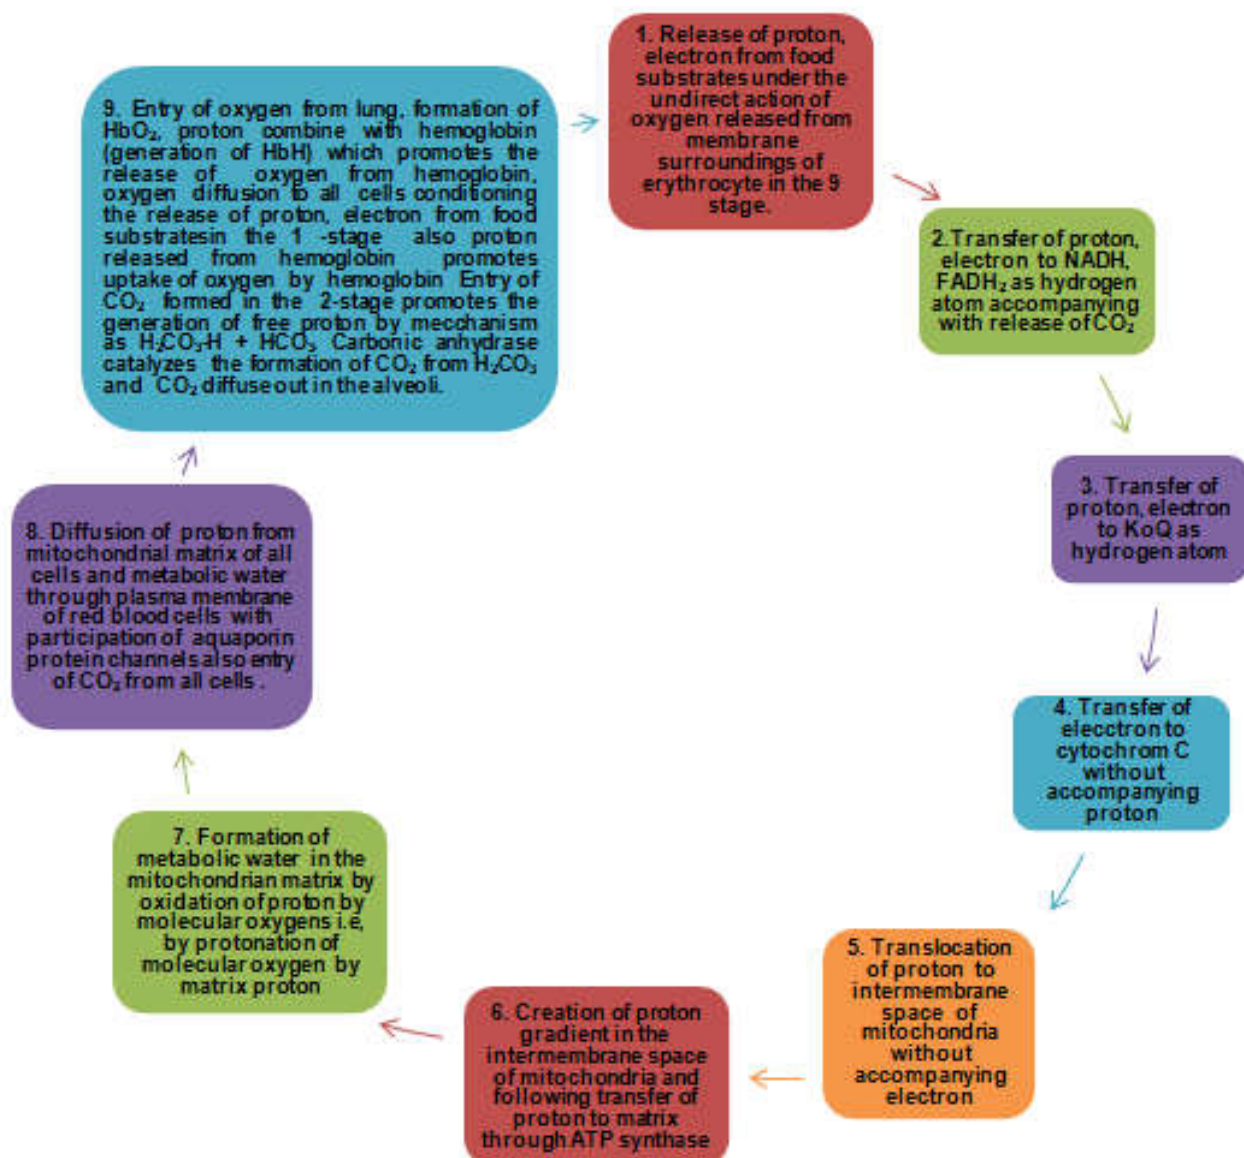 1. Release of proton,
electron from food
substrates under the
undirect action of
oxygen released from
membrane
surroundings of
erythrocyte in the 9
stage.
2.Transfer of proton,
electron to NADH,
FADH₂ as hydrogen
atom accompanying
with release of CO₂
3. Transfer of
proton, electron
to KoQ as
hydrogen atom
4. Transfer of
elecctron to
cytochrom C
without
accompanying
proton
5. Translocation
of proton to
intermembrane
space of
mitochondria
without
accompanying
electron
6. Creation of proton
gradient in the
intermembrane space
of mitochondria and
following transfer of
proton to matrix
through ATP synthase
7. Formation of
metabolic water in the
mitochondrian matrix by
oxidation of proton by
molecular oxygens i.e,
by protonation of
molecular oxygen by
matrix proton
8. Diffusion of proton from
mitochondrial matrix of all
cells and metabolic water
through plasma membrane
of red blood cells with
participation of aquaporin
protein channels also entry
of CO₂ from all cells .
9. Entry of oxygen from lung, formation of
HbO₂, proton combine with hemoglobin
(generation of HbH) which promotes the
release of oxygen from hemoglobin,
oxygen diffusion to all cells conditioning
the release of proton, electron from food
substratesin the 1 -stage also proton
released from hemoglobin promotes
uptake of oxygen by hemoglobin Entry of
CO₂ formed in the 2-stage promotes the
generation of free proton by mecchanism
as H₂CO₃-H + HCO₃ Carbonic anhydrase
catalyzes the formation of CO₂ from H₂CO₃
and CO₂ diffuse out in the alveoli.